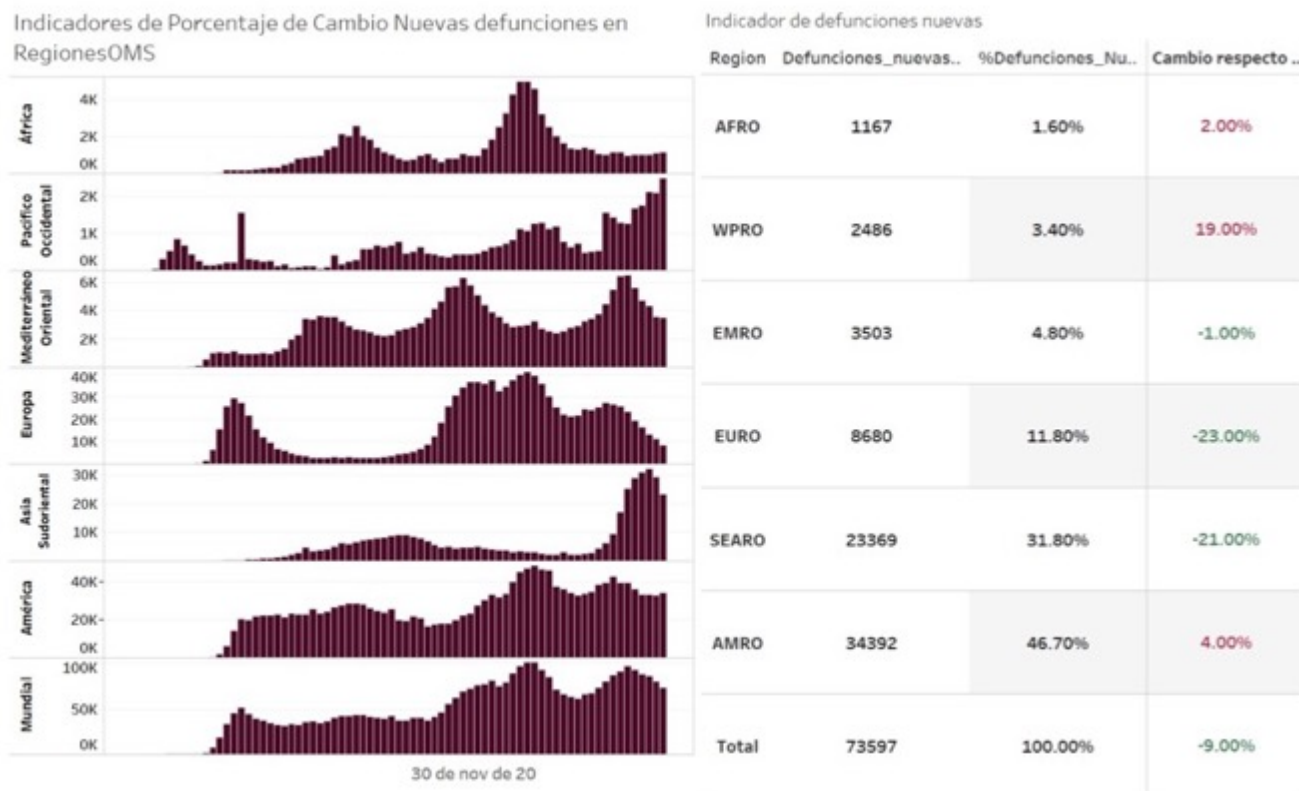 Indicadores de Porcentaje de Cambio Nuevas defunciones en
RegionesOMS
África
4K
2K
0K
Pacífico
Occidental
2K
1K
0K
Mediterráneo
Oriental
6K
4K
2K
Europa
40K
30K
20K
10K
Asia
Sudoriental
30K
20K
10K
América
40K
20K
0K
Mundial
100K
50K
0K
30 de nov de 20
Indicador de defunciones nuevas
Region Defunciones_nuevas.. %Defunciones_Nu.. Cambio respecto ..
AFRO 1167 1.60% 2.00%
WPRO 2486 3.40% 19.00%
EMRO 3503 4.80% -1.00%
EURO 8680 11.80% -23.00%
SEARO 23369 31.80% -21.00%
AMRO 34392 46.70% 4.00%
Total 73597 100.00% -9.00%